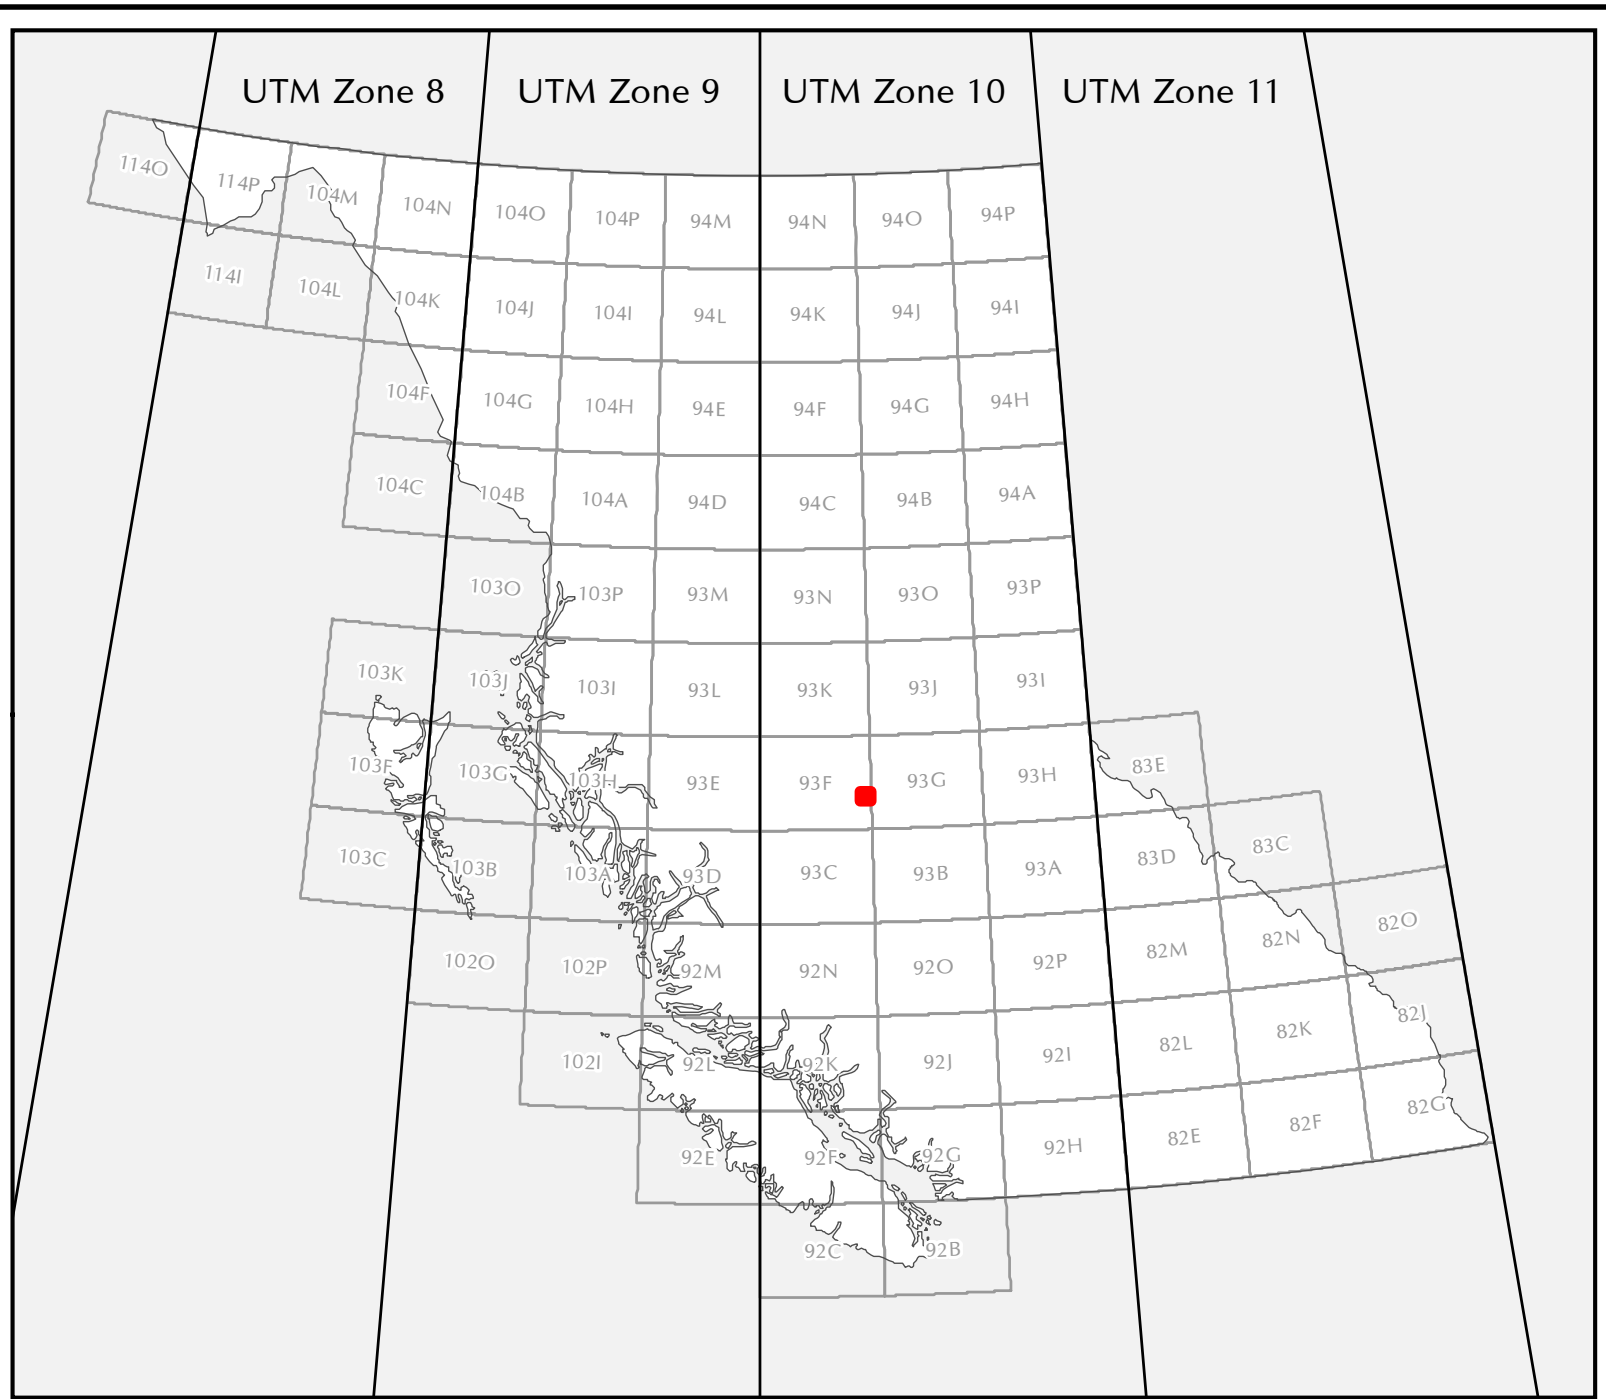 UTM Zone 8 UTM Zone 9 UTM Zone 10 UTM Zone 11
114O 114P 104M 104N 104O 104P 94M 94N 94O 94P
114I 104L 104K 104J 104I 94L 94K 94J 94I
104F 104G 104H 94E 94F 94G 94H
104C 104B 104A 94D 94C 94B 94A
103O 103P 93M 93N 93O 93P
103K 103J 103I 93L 93K 93J 93I
103F 103G 103H 93E 93F 93G 93H 83E
103C 103B 103A 93D 93C 93B 93A 83D 83C
102O 102P 92M 92N 92O 92P 82M 82N 82O
102I 92L 92K 92J 92I 82L 82K 82J
92E 92F 92G 92H 82E 82F 82G
92C 92B